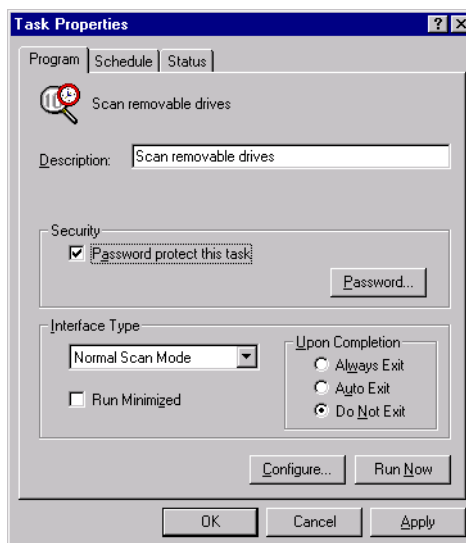 Task Properties
Program Schedule Status
Scan removable drives
Description: Scan removable drives
Security
Password protect this task
Password...
Interface Type
Normal Scan Mode
Run Minimized
Upon Completion
Always Exit
Auto Exit
Do Not Exit
Configure... Run Now
OK Cancel Apply